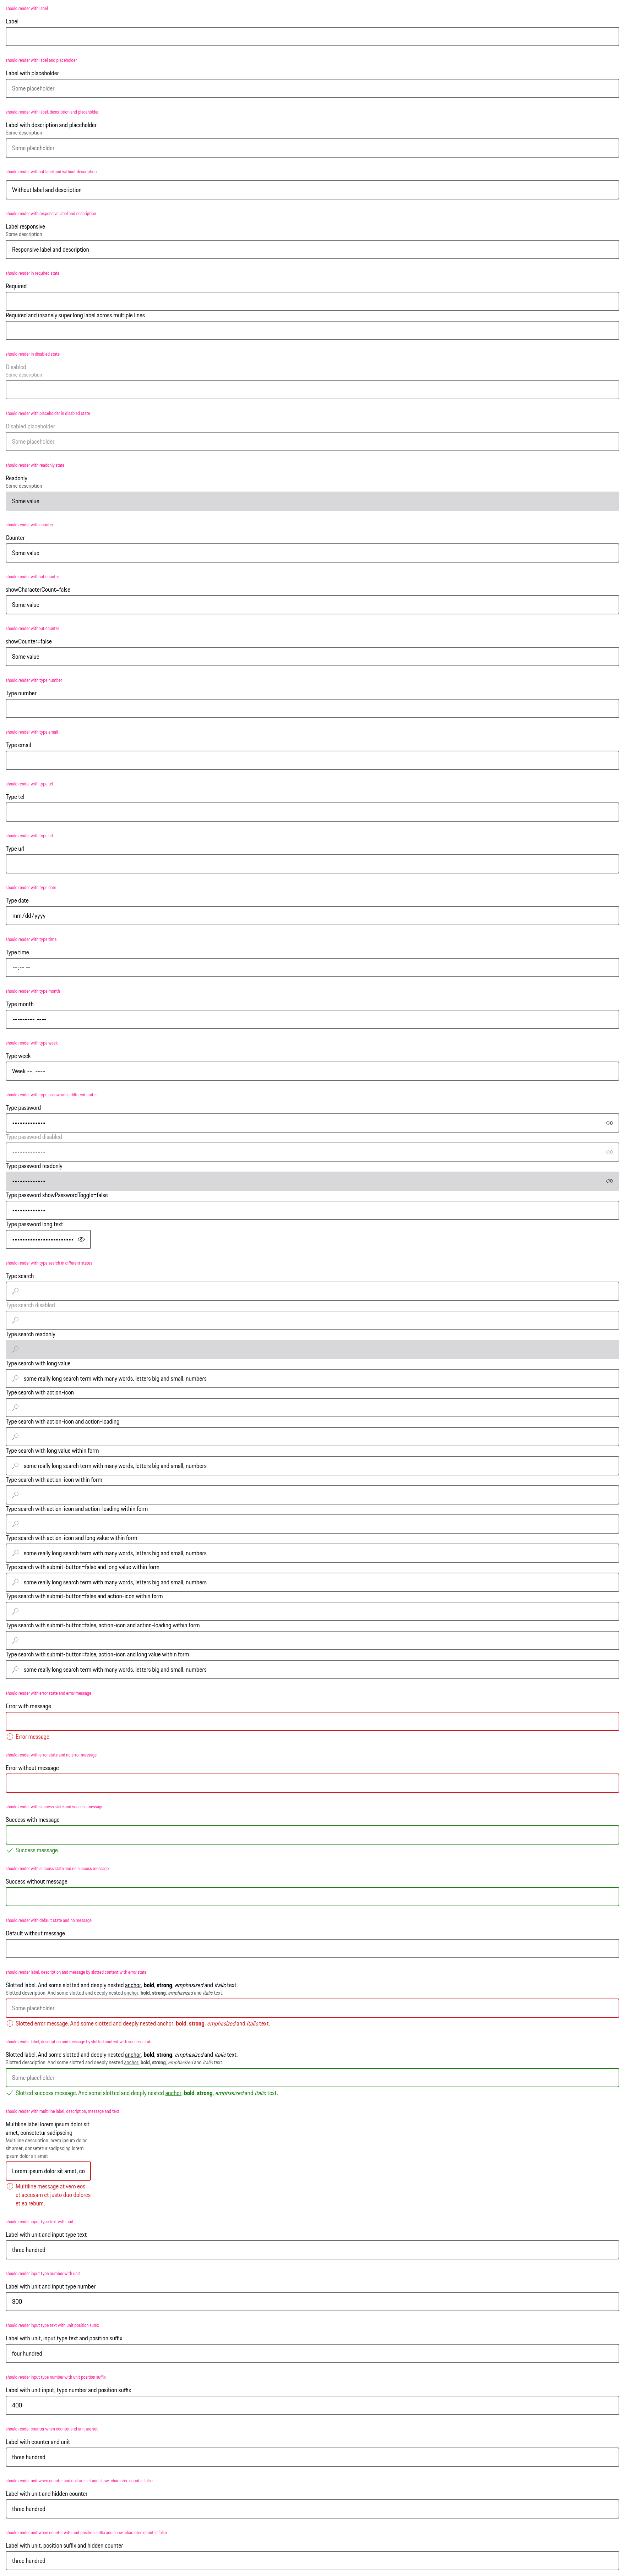 should render with label
Label
should render with label and placeholder
Label with placeholder
Some placeholder
should render with label, description and placeholder
Label with description and placeholder
Some description
Some placeholder
should render without label and without description
Without label and description
should render with responsive label and description
Label responsive
Some description
Responsive label and description
should render in required state
Required
Required and insanely super long label across multiple lines
should render in disabled state
Disabled
Some description
should render with placeholder in disabled state
Disabled placeholder
Some placeholder
should render with readonly state
Readonly
Some description
Some value
should render with counter
Counter
Some value
should render without counter
showCharacterCount=false
Some value
should render without counter
showCounter=false
Some value
should render with type number
Type number
should render with type email
Type email
should render with type tel
Type tel
should render with type url
Type url
should render with type date
Type date
mm/dd/yyyy
should render with type time
Type time
--:-- --
should render with type month
Type month
--------- ----
should render with type week
Type week
Week --, ----
should render with type password in different states
Type password
•••••••••••••
Type password disabled
•••••••••••••
Type password readonly
•••••••••••••
Type password showPasswordToggle=false
•••••••••••••
Type password long text
••••••••••••••••••••••••
should render with type search in different states
Type search
Type search disabled
Type search readonly
Type search with long value
some really long search term with many words, letters big and small, numbers
Type search with action-icon
Type search with action-icon and action-loading
Type search with long value within form
some really long search term with many words, letters big and small, numbers
Type search with action-icon within form
Type search with action-icon and action-loading within form
Type search with action-icon and long value within form
some really long search term with many words, letters big and small, numbers
Type search with submit-button=false and long value within form
some really long search term with many words, letters big and small, numbers
Type search with submit-button=false and action-icon within form
Type search with submit-button=false, action-icon and action-loading within form
Type search with submit-button=false, action-icon and long value within form
some really long search term with many words, letters big and small, numbers
should render with error state and error message
Error with message
Error message
should render with error state and no error message
Error without message
should render with success state and success message
Success with message
Success message
should render with success state and on success message
Success without message
should render with default state and no message
Default without message
should render label, description and message by slotted content with error state
Slotted label. And some slotted and deeply nested anchor, bold, strong, emphasized and italic text.
Slotted description. And some slotted and deeply nested anchor, bold, strong, emphasized and italic text.
Some placeholder
Slotted error message. And some slotted and deeply nested anchor, bold, strong, emphasized and italic text.
should render label, description and message by slotted content with success state
Slotted label. And some slotted and deeply nested anchor, bold, strong, emphasized and italic text.
Slotted description. And some slotted and deeply nested anchor, bold, strong, emphasized and italic text.
Some placeholder
Slotted success message. And some slotted and deeply nested anchor, bold, strong, emphasized and italic text.
should render with multiline label, description, message and text
Multiline label lorem ipsum dolor sit
amet, consetetur sadipscing
Multiline description lorem ipsum dolor
sit amet, consetetur sadipscing lorem
ipsum dolor sit amet
Lorem ipsum dolor sit amet, co
Multiline message at vero eos
et accusam et justo duo dolores
et ea rebum.
should render input type text with unit
Label with unit and input type text
three hundred
should render input type number with unit
Label with unit and input type number
300
should render input type text with unit position suffix
Label with unit, input type text and position suffix
four hundred
should render input type number with unit position suffix
Label with unit input, type number and position suffix
400
should render counter when counter and unit are set
Label with counter and unit
three hundred
should render unit when counter and unit are set and show-character-count is false
Label with unit and hidden counter
three hundred
should render unit when counter with unit position suffix and show-character-count is false
Label with unit, position suffix and hidden counter
three hundred